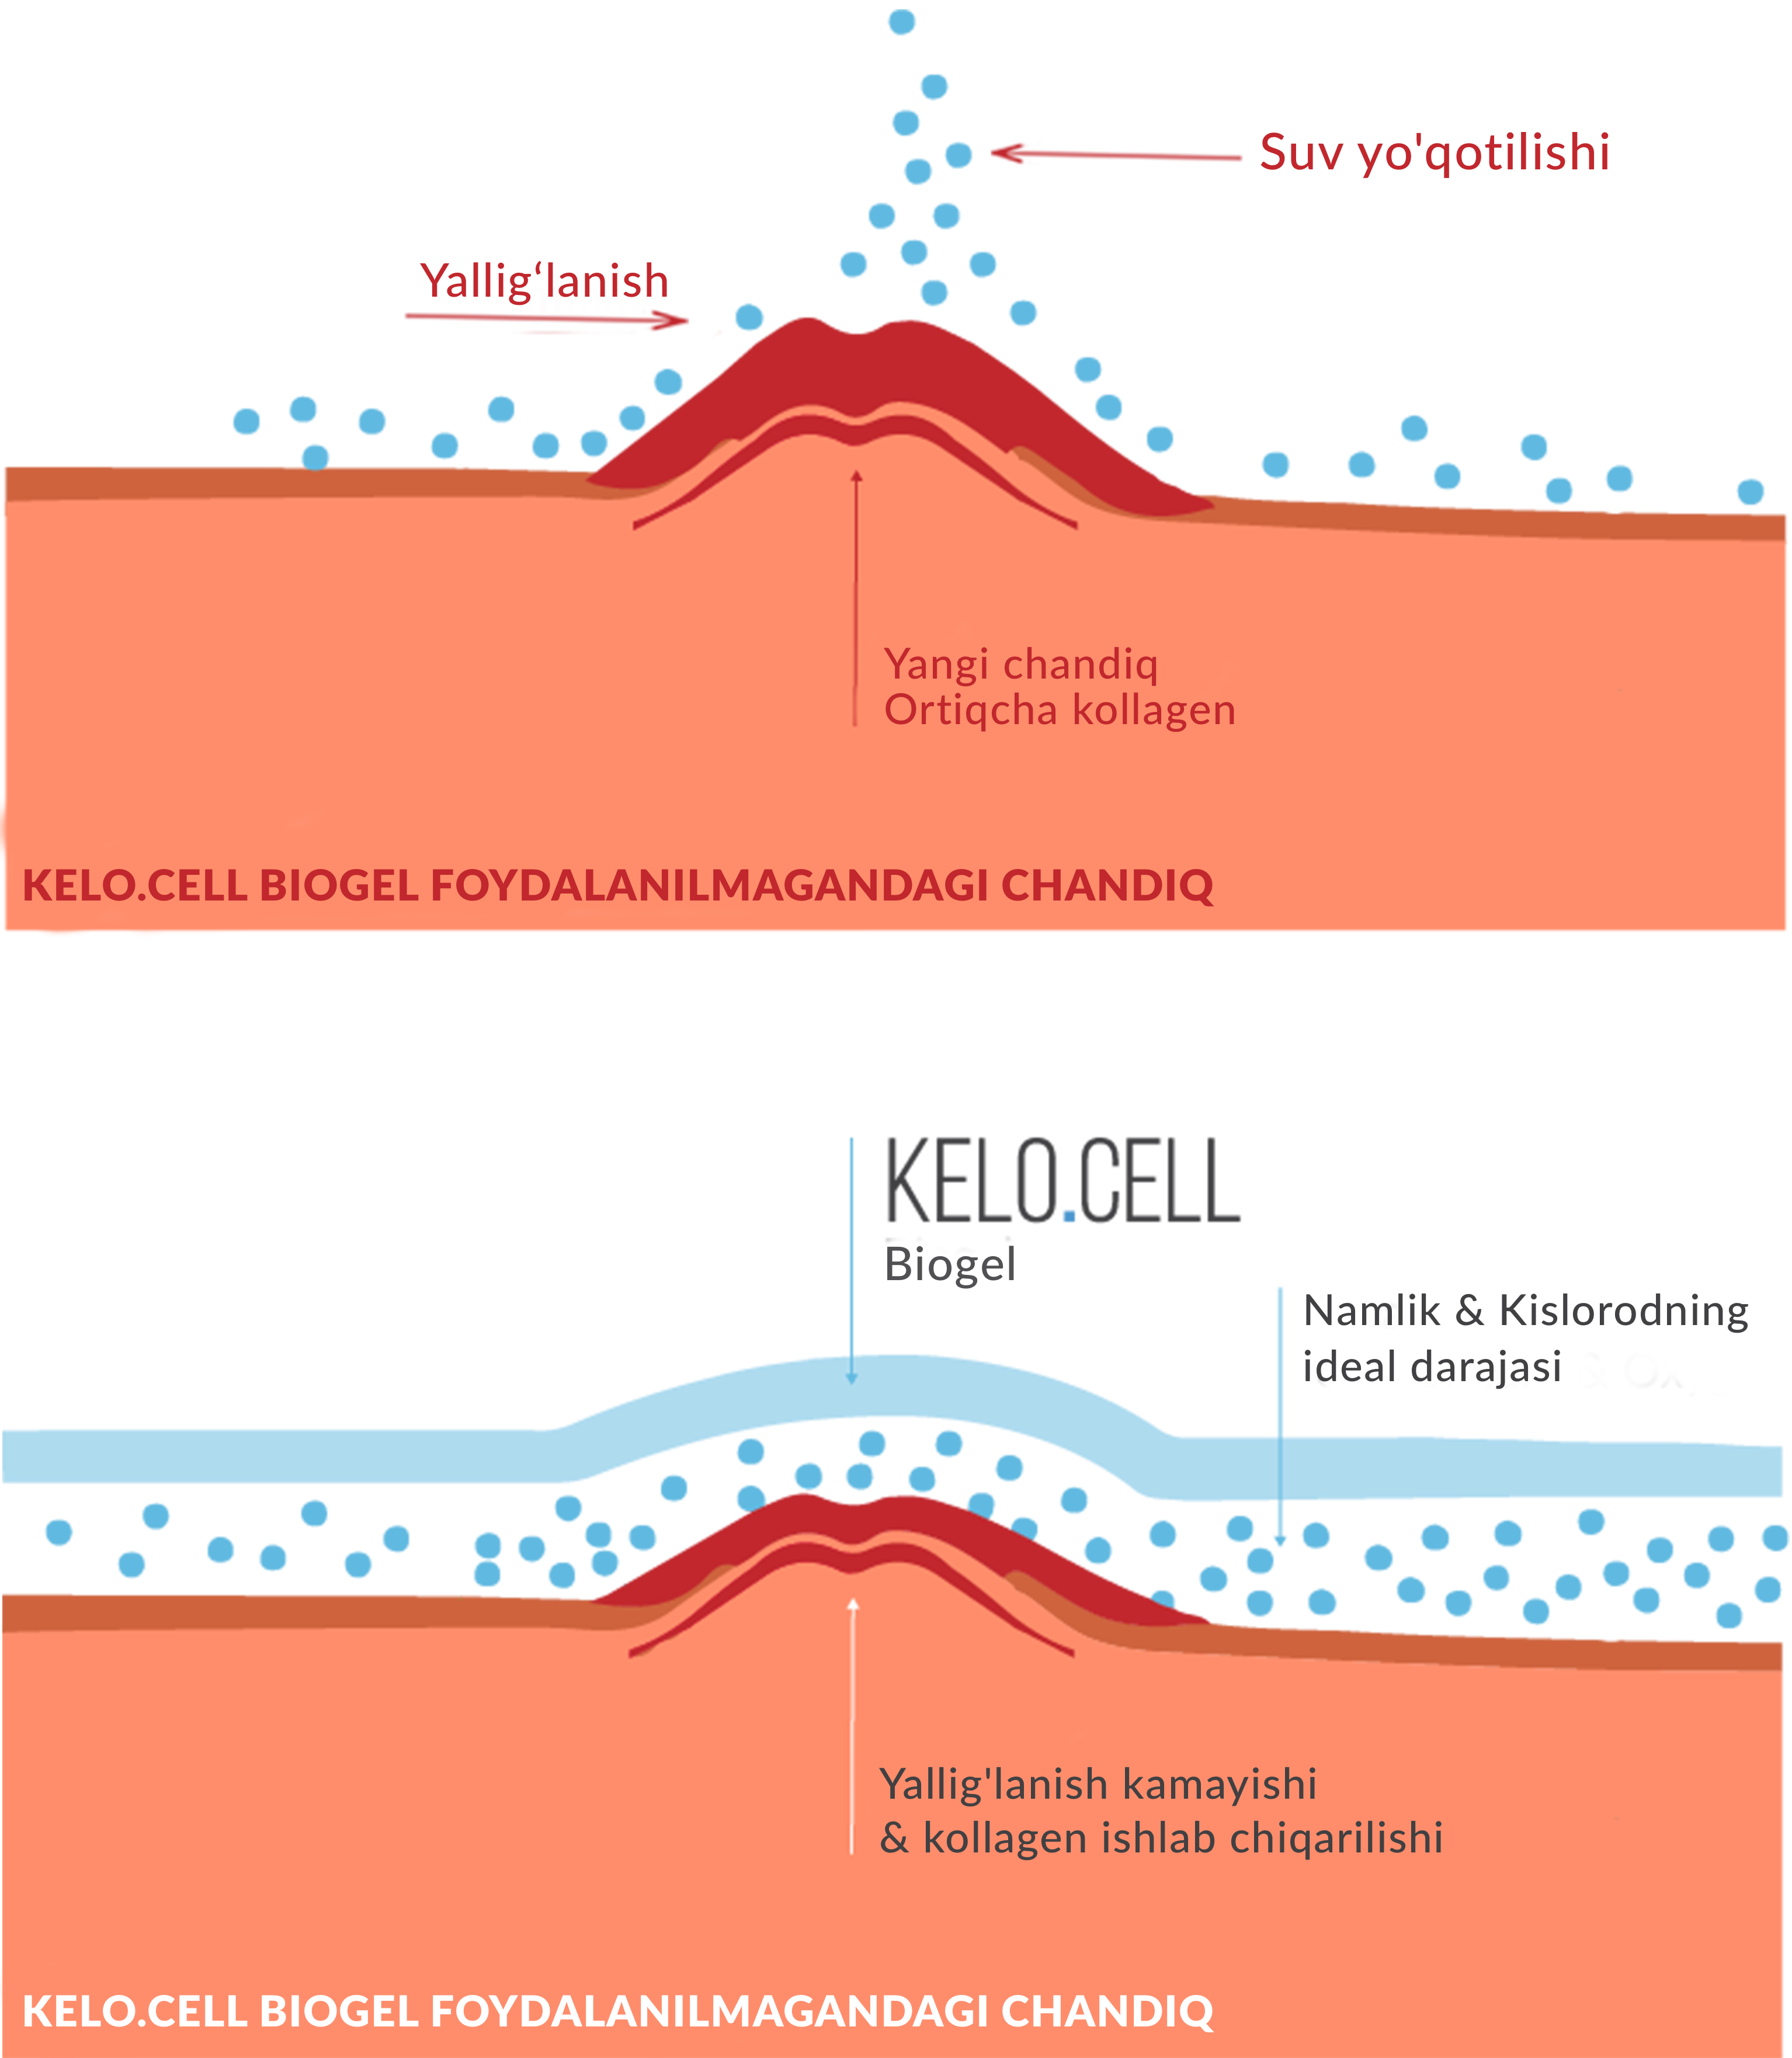 Suv yo'qotilishi
Yallig‘lanish
Yangi chandiq
Ortiqcha kollagen
KELO.CELL BIOGEL FOYDALANILMAGANDAGI CHANDIQ
KELO.CELL
Biogel
Namlik & Kislorodning
ideal darajasi
Yallig'lanish kamayishi
& kollagen ishlab chiqarilishi
KELO.CELL BIOGEL FOYDALANILMAGANDAGI CHANDIQ